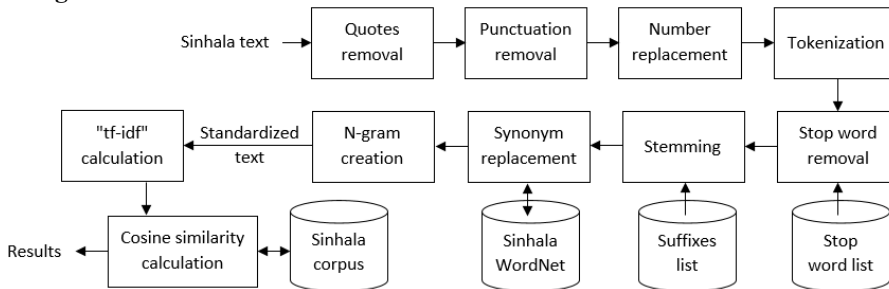 Sinhala text
Quotes
removal
Punctuation
removal
Number
replacement
Tokenization
"tf-idf"
calculation
Standardized
text
N-gram
creation
Synonym
replacement
Stemming
Stop word
removal
Results
Cosine similarity
calculation
Sinhala
corpus
Sinhala
WordNet
Suffixes
list
Stop
word list